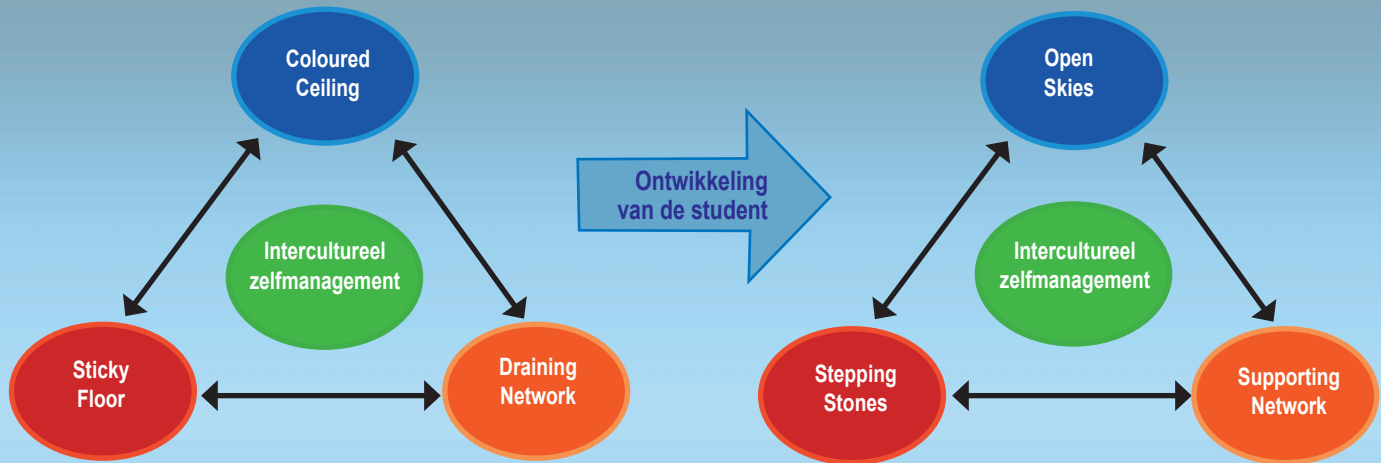 Coloured
Ceiling
Intercultureel
zelfmanagement
Sticky
Floor
Draining
Network
Ontwikkeling
van de student
Open
Skies
Intercultureel
zelfmanagement
Stepping
Stones
Supporting
Network